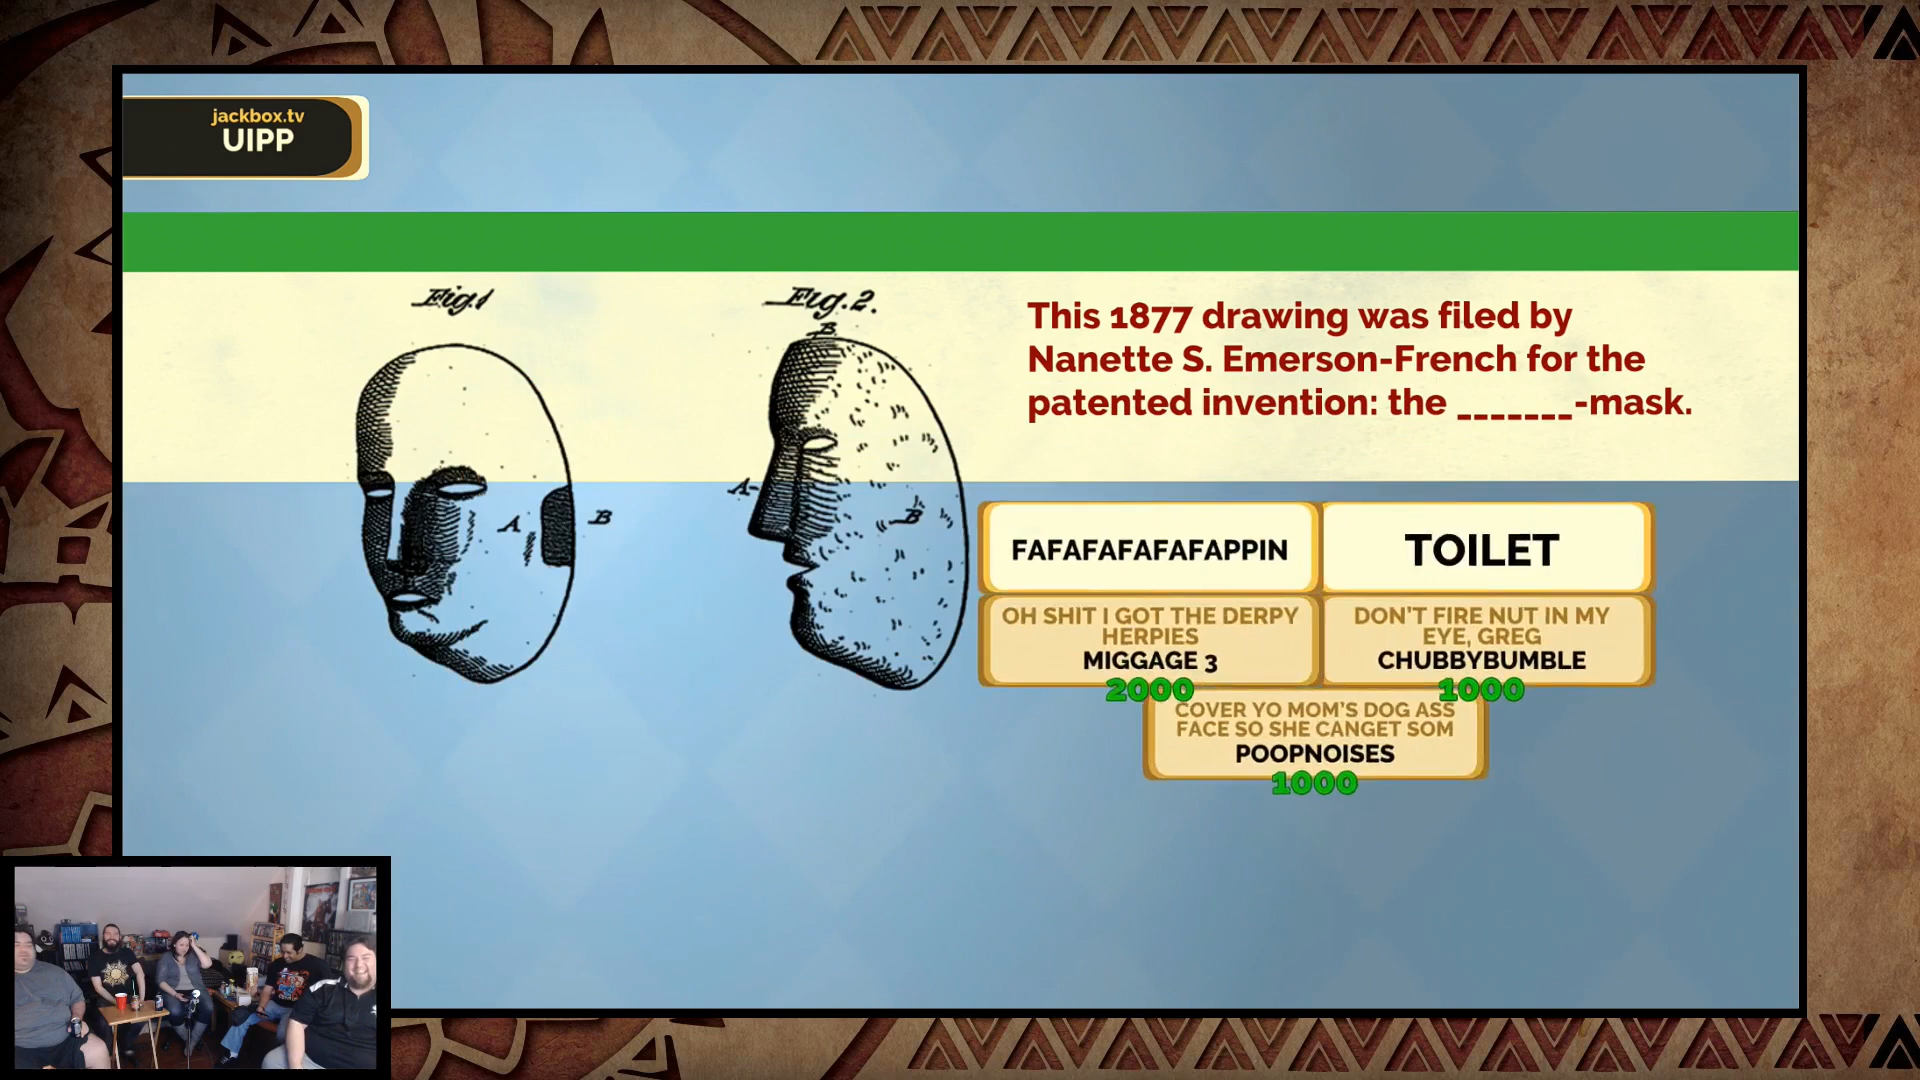 jackbox.tv
UIPP
Fig.1
Fig.2.
B
This 1877 drawing was filed by
Nanette S. Emerson-French for the
patented invention: the _______-mask.
A
B
A
B
FAFAFAFAFAFAPPIN
TOILET
OH SHIT I GOT THE DERPY
HERPIES
MIGGAGE 3
2000
DON'T FIRE NUT IN MY
EYE, GREG
CHUBBYBUMBLE
1000
COVER YO MOM'S DOG ASS
FACE SO SHE CANGET SOM
POOPNOISES
1000